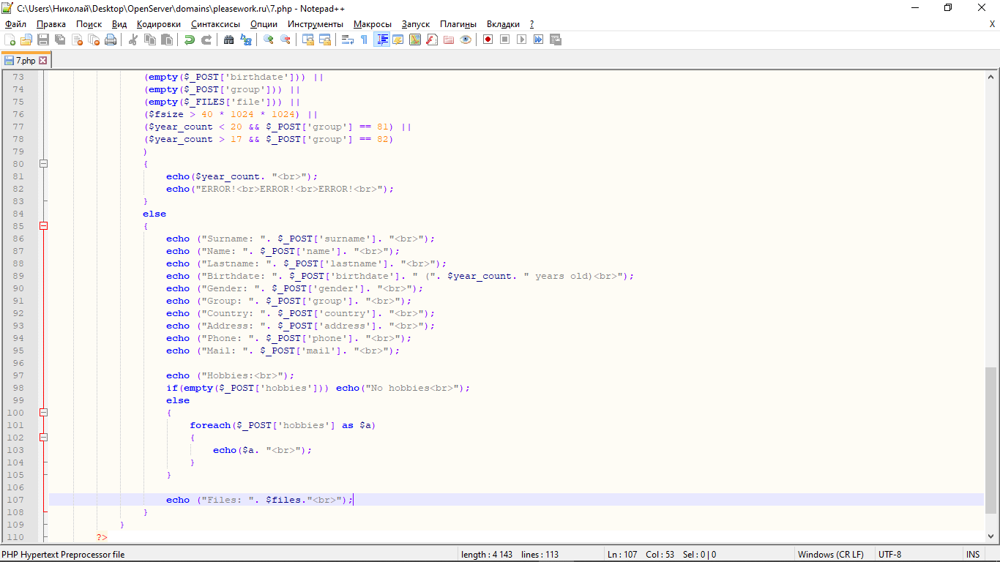 C:\Users\Николай\Desktop\OpenServer\domains\pleasework.ru\7.php - Notepad++
Файл Правка Поиск Вид Кодировки Синтаксисы Опции Инструменты Макросы Запуск Плагины Вкладки ? X
7.php
73 (empty($_POST['birthdate'])) ||
74 (empty($_POST['group'])) ||
75 (empty($_FILES['file'])) ||
76 ($fsize > 40 * 1024 * 1024) ||
77 ($year_count < 20 && $_POST['group'] == 81) ||
78 ($year_count > 17 && $_POST['group'] == 82)
79 )
80 {
81 echo($year_count. "<br>");
82 echo("ERROR!<br>ERROR!<br>ERROR!<br>");
83 }
84 else
85 {
86 echo ("Surname: ". $_POST['surname']. "<br>");
87 echo ("Name: ". $_POST['name']. "<br>");
88 echo ("Lastname: ". $_POST['lastname']. "<br>");
89 echo ("Birthdate: ". $_POST['birthdate']. " (". $year_count. " years old)<br>");
90 echo ("Gender: ". $_POST['gender']. "<br>");
91 echo ("Group: ". $_POST['group']. "<br>");
92 echo ("Country: ". $_POST['country']. "<br>");
93 echo ("Address: ". $_POST['address']. "<br>");
94 echo ("Phone: ". $_POST['phone']. "<br>");
95 echo ("Mail: ". $_POST['mail']. "<br>");
96
97 echo ("Hobbies:<br>");
98 if(empty($_POST['hobbies'])) echo("No hobbies<br>");
99 else
100 {
101 foreach($_POST['hobbies'] as $a)
102 {
103 echo($a. "<br>");
104 }
105 }
106
107 echo ("Files: ". $files."<br>");
108 }
109 }
110 ?>
PHP Hypertext Preprocessor file length : 4 143 lines : 113 Ln : 107 Col : 53 Sel : 0 | 0 Windows (CR LF) UTF-8 INS